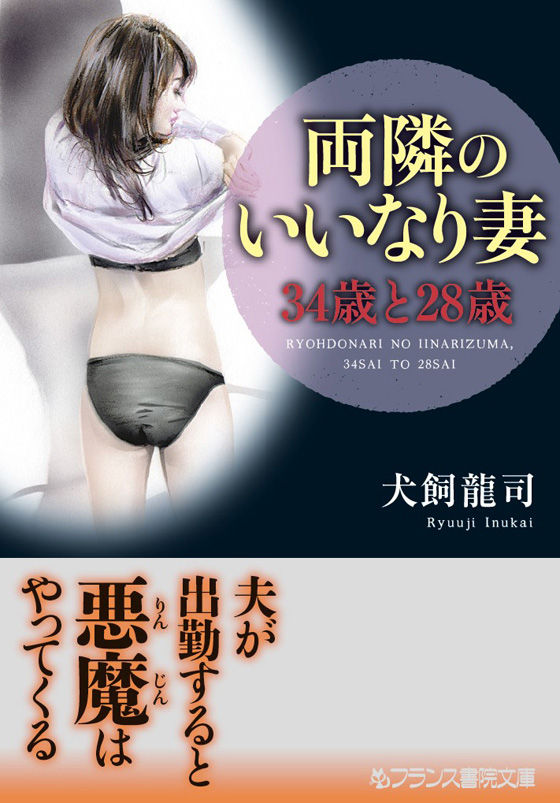 両隣の
いいなり妻
34歳と28歳
RYOHDONARI NO IINARIZUMA,
34SAI TO 28SAI
犬飼龍司
Ryuuji Inukai
夫が
出勤すると
悪魔は
りんじん
やってくる
フランス書院文庫